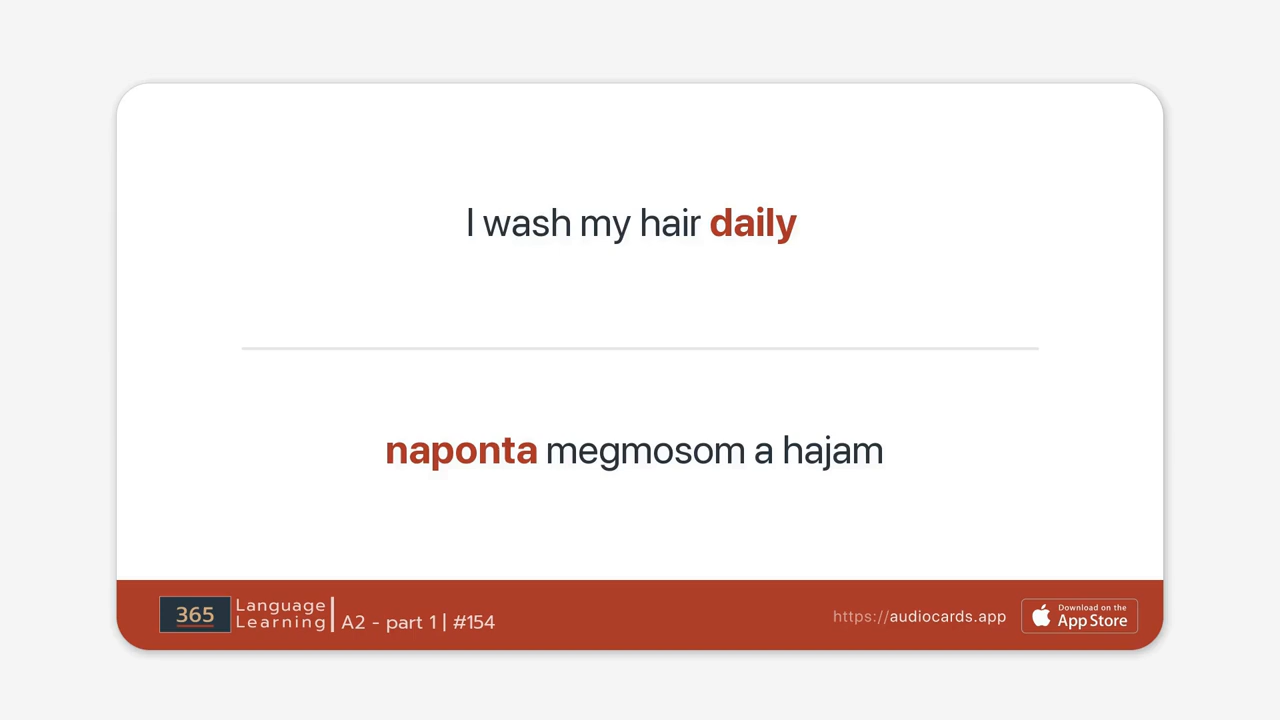 I wash my hair daily
naponta megmosom a hajam
365
Language
Learning
A2 - part 1 | #154
https://audiocards.app
Download on the
App Store